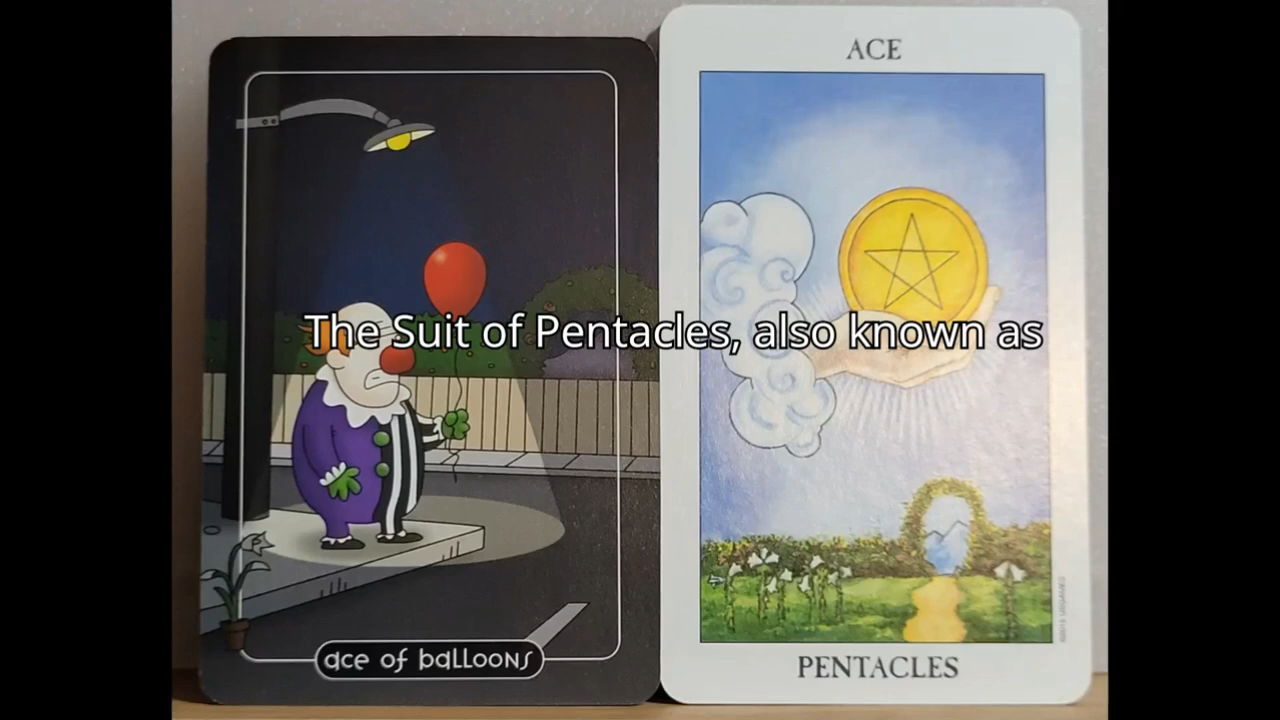 ACE
The Suit of Pentacles, also known as
ace of balloons
PENTACLES